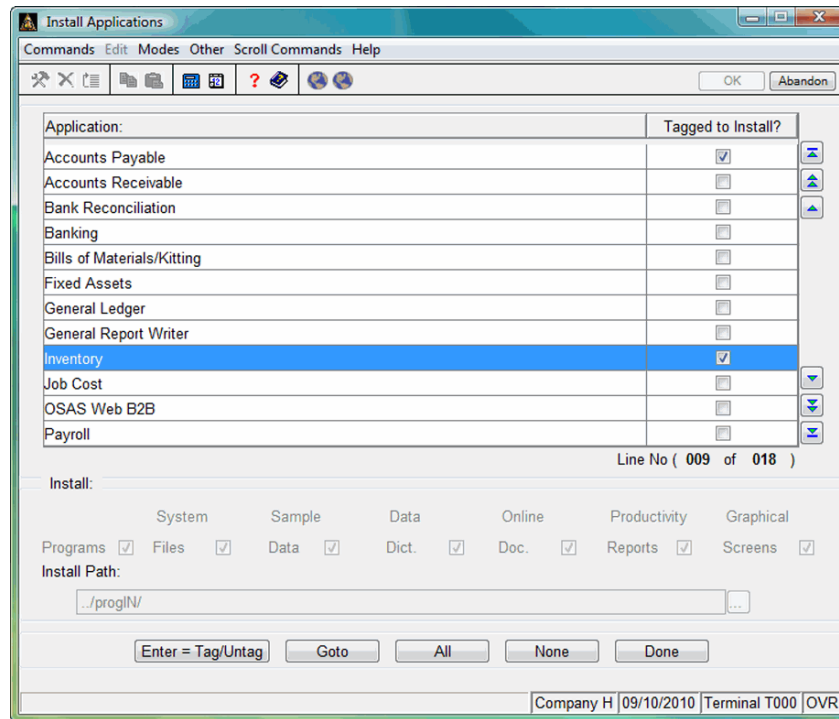 Install Applications
Commands Edit Modes Other Scroll Commands Help
OK Abandon
Application: Tagged to Install?
Accounts Payable
Accounts Receivable
Bank Reconciliation
Banking
Bills of Materials/Kitting
Fixed Assets
General Ledger
General Report Writer
Inventory
Job Cost
OSAS Web B2B
Payroll
Line No ( 009 of 018 )
Install:
System Sample Data Online Productivity Graphical
Programs Files Data Dict. Doc. Reports Screens
Install Path:
../progIN/ ...
Enter = Tag/Untag Goto All None Done
Company H 09/10/2010 Terminal T000 OVR